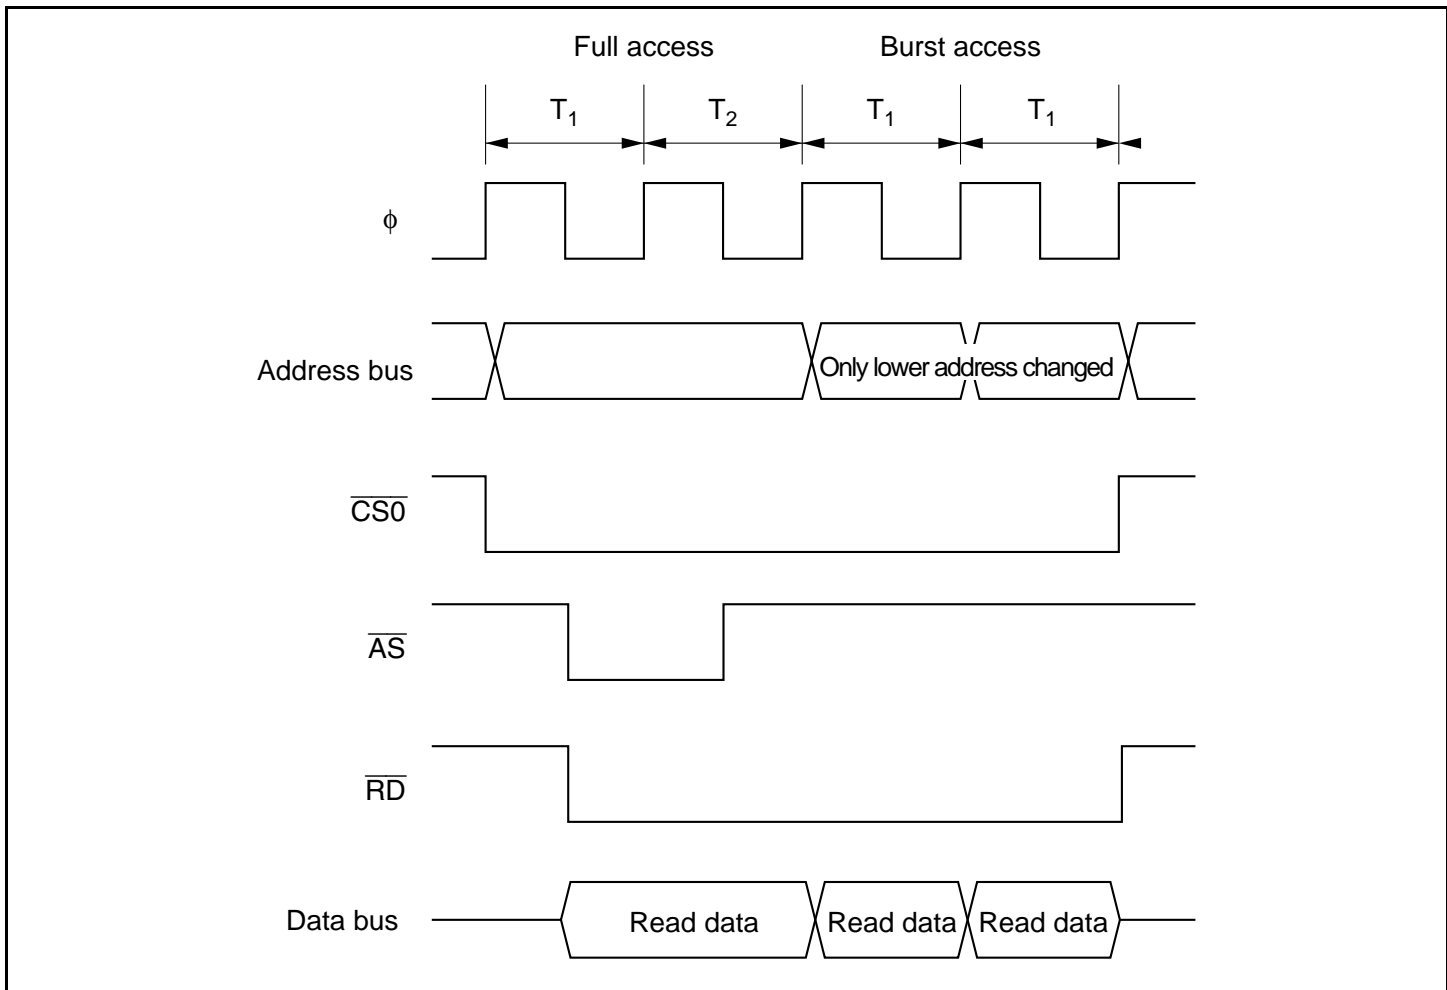 Full access Burst access
T1 T2 T1 T1
ϕ
Address bus
Only lower address changed
CS0
AS
RD
Data bus
Read data Read data Read data